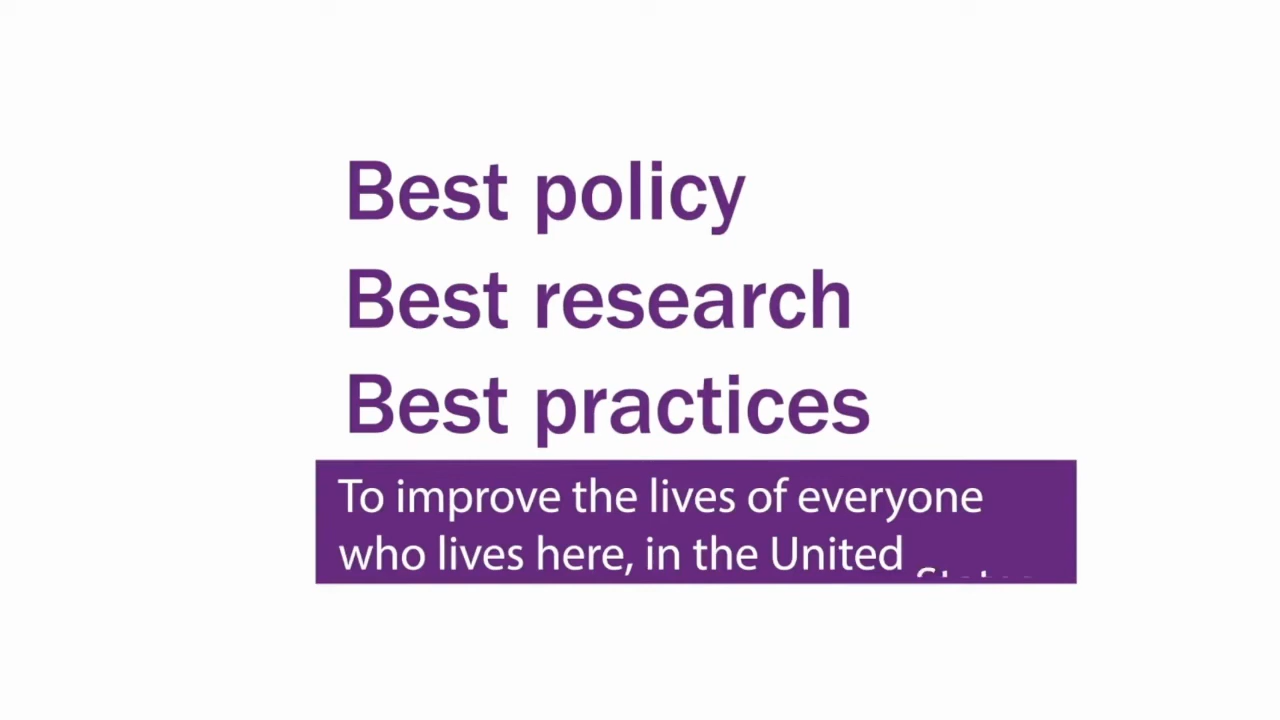 Best policy
Best research
Best practices
To improve the lives of everyone
who lives here, in the United